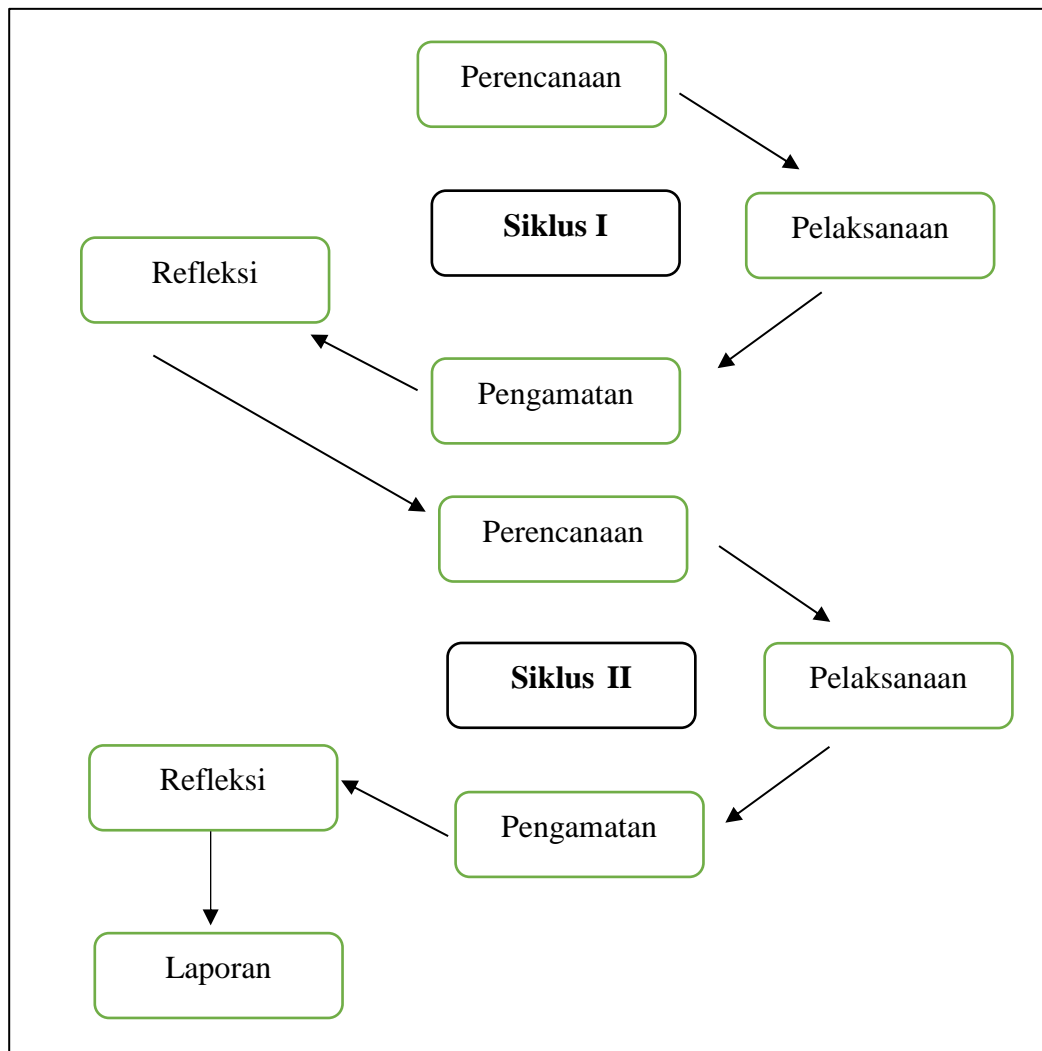 Perencanaan
Siklus I
Pelaksanaan
Refleksi
Pengamatan
Perencanaan
Siklus II
Pelaksanaan
Refleksi
Pengamatan
Laporan